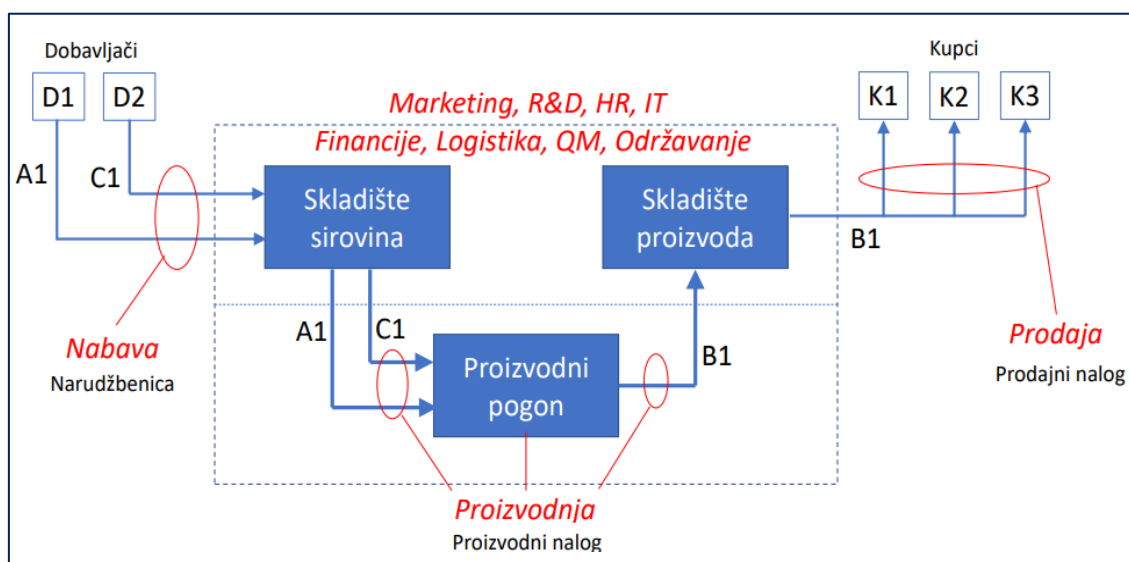 Dobavljači
Kupci
D1
D2
K1
K2
K3
Marketing, R&D, HR, IT
Financije, Logistika, QM, Održavanje
A1
C1
Skladište
sirovina
Skladište
proizvoda
B1
A1
C1
B1
Nabava
Narudžbenica
Proizvodni
pogon
Prodaja
Prodajni nalog
Proizvodnja
Proizvodni nalog